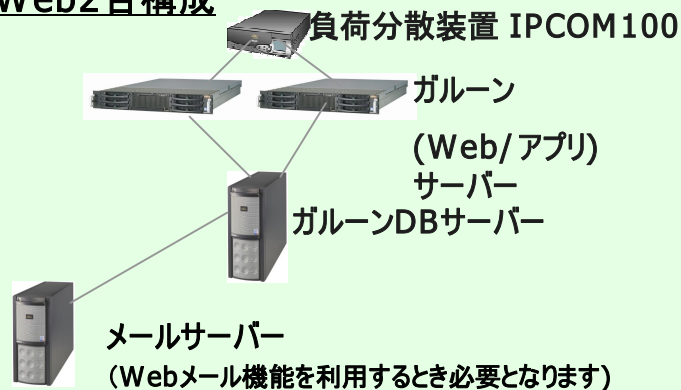 Web2台構成
負荷分散装置 IPCOM100
ガルーン
(Web/アプリ)
サーバー
ガルーンDBサーバー
メールサーバー
(Webメール機能を利用するとき必要となります)